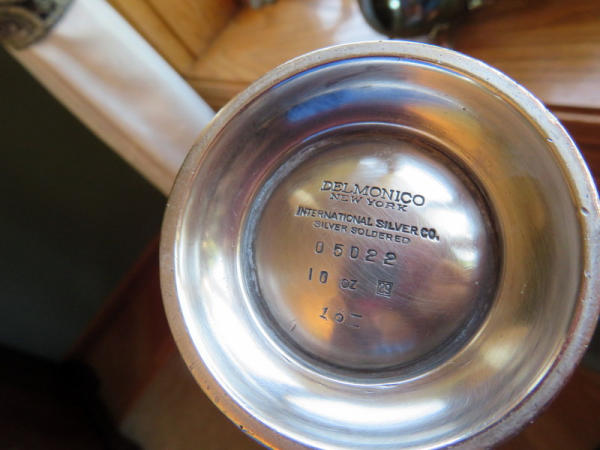 DELMONICO
NEW YORK
INTERNATIONAL SILVER CO.
SILVER SOLDERED
05022
10 OZ